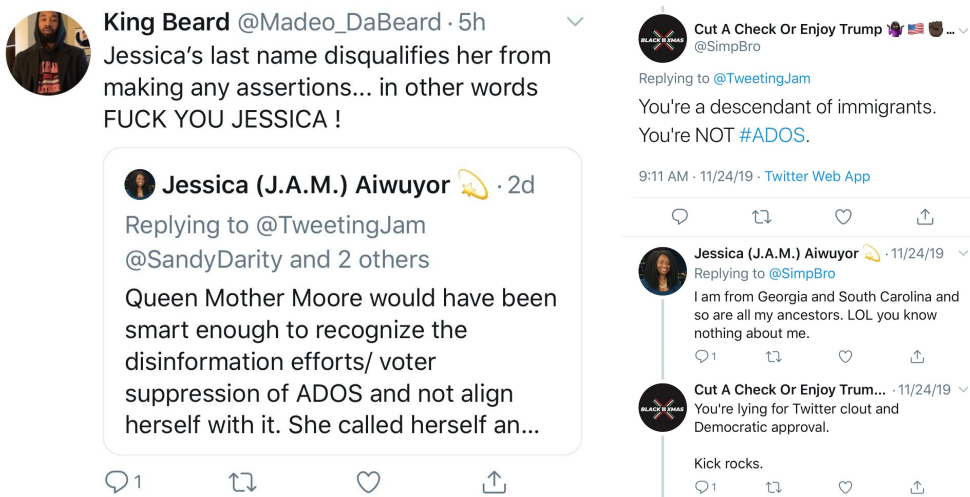 King Beard @Madeo_DaBeard · 5h
Jessica’s last name disqualifies her from
making any assertions... in other words
FUCK YOU JESSICA !
Jessica (J.A.M.) Aiwuyor 💫 · 2d
Replying to @TweetingJam
@SandyDarity and 2 others
Queen Mother Moore would have been
smart enough to recognize the
disinformation efforts/ voter
suppression of ADOS and not align
herself with it. She called herself an...
1
BLACK XMAS
Cut A Check Or Enjoy Trump 🤷🏿‍♀️🇺🇸✊🏿...
@SimpBro
Replying to @TweetingJam
You're a descendant of immigrants.
You're NOT #ADOS.
9:11 AM · 11/24/19 · Twitter Web App
Jessica (J.A.M.) Aiwuyor 💫 · 11/24/19
Replying to @SimpBro
I am from Georgia and South Carolina and
so are all my ancestors. LOL you know
nothing about me.
1
BLACK XMAS
Cut A Check Or Enjoy Trum... · 11/24/19
You're lying for Twitter clout and
Democratic approval.
Kick rocks.
1